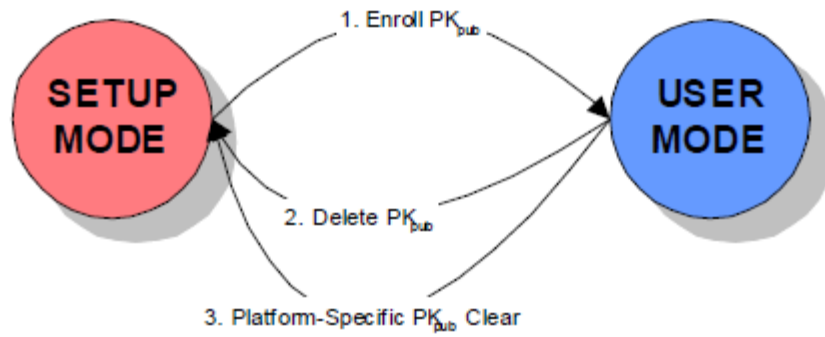 1. Enroll PKpub
SETUP
MODE
USER
MODE
2. Delete PKpub
3. Platform-Specific PKpub Clear